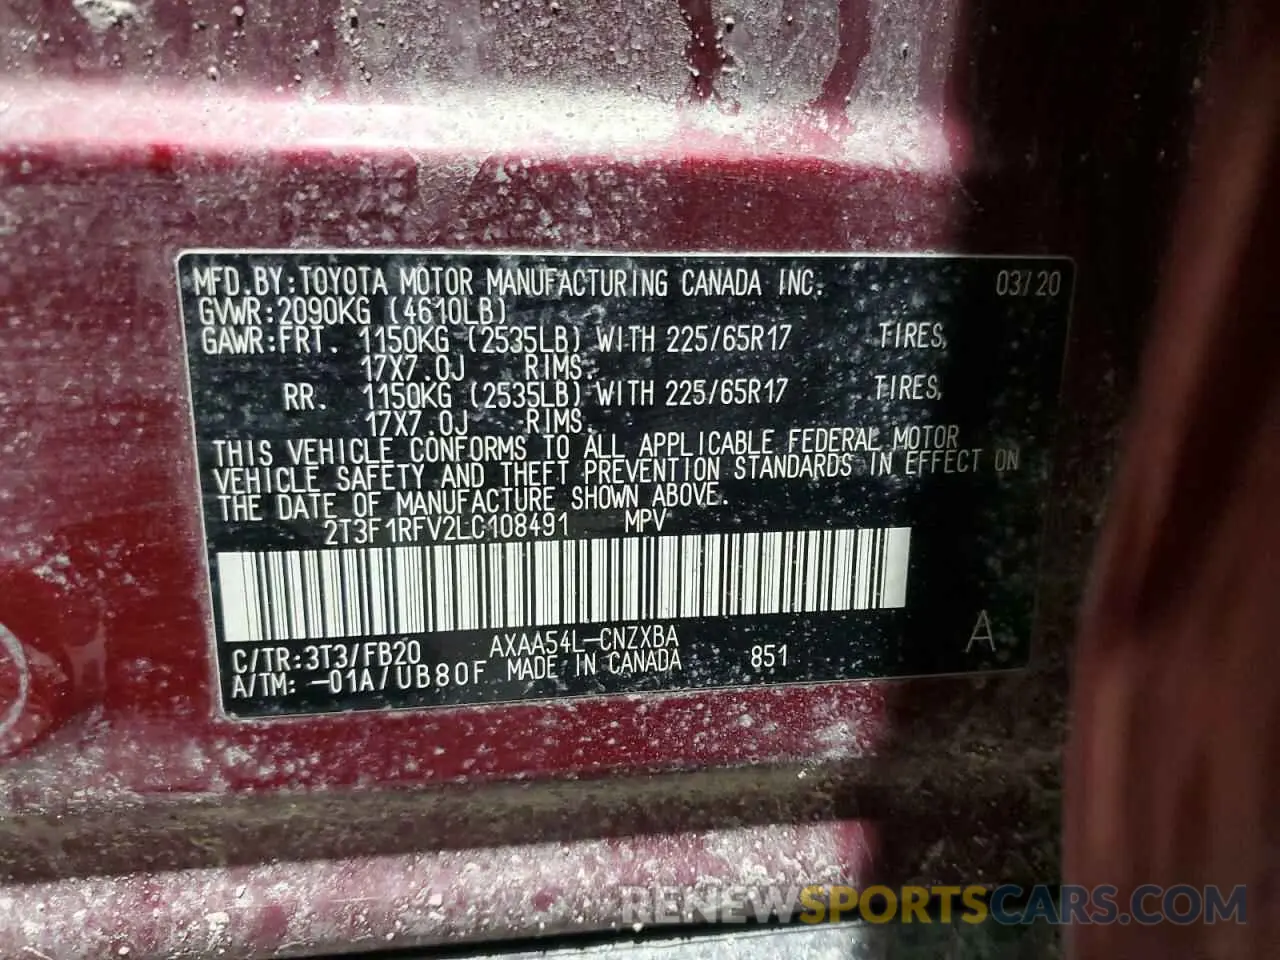 MFD.BY:TOYOTA MOTOR MANUFACTURING CANADA INC. 03/20
GVWR:2090KG (4610LB)
GAWR:FRT. 1150KG (2535LB) WITH 225/65R17 TIRES,
17X7.0J RIMS.
RR. 1150KG (2535LB) WITH 225/65R17 TIRES,
17X7.0J RIMS.
THIS VEHICLE CONFORMS TO ALL APPLICABLE FEDERAL MOTOR
VEHICLE SAFETY AND THEFT PREVENTION STANDARDS IN EFFECT ON
THE DATE OF MANUFACTURE SHOWN ABOVE.
2T3F1RFV2LC108491 MPV
C/TR:3T3/FB20 AXAA54L-CNZXBA A
A/TM: -01A/UB80F MADE IN CANADA 851
RENEWSPORTSCARS.COM